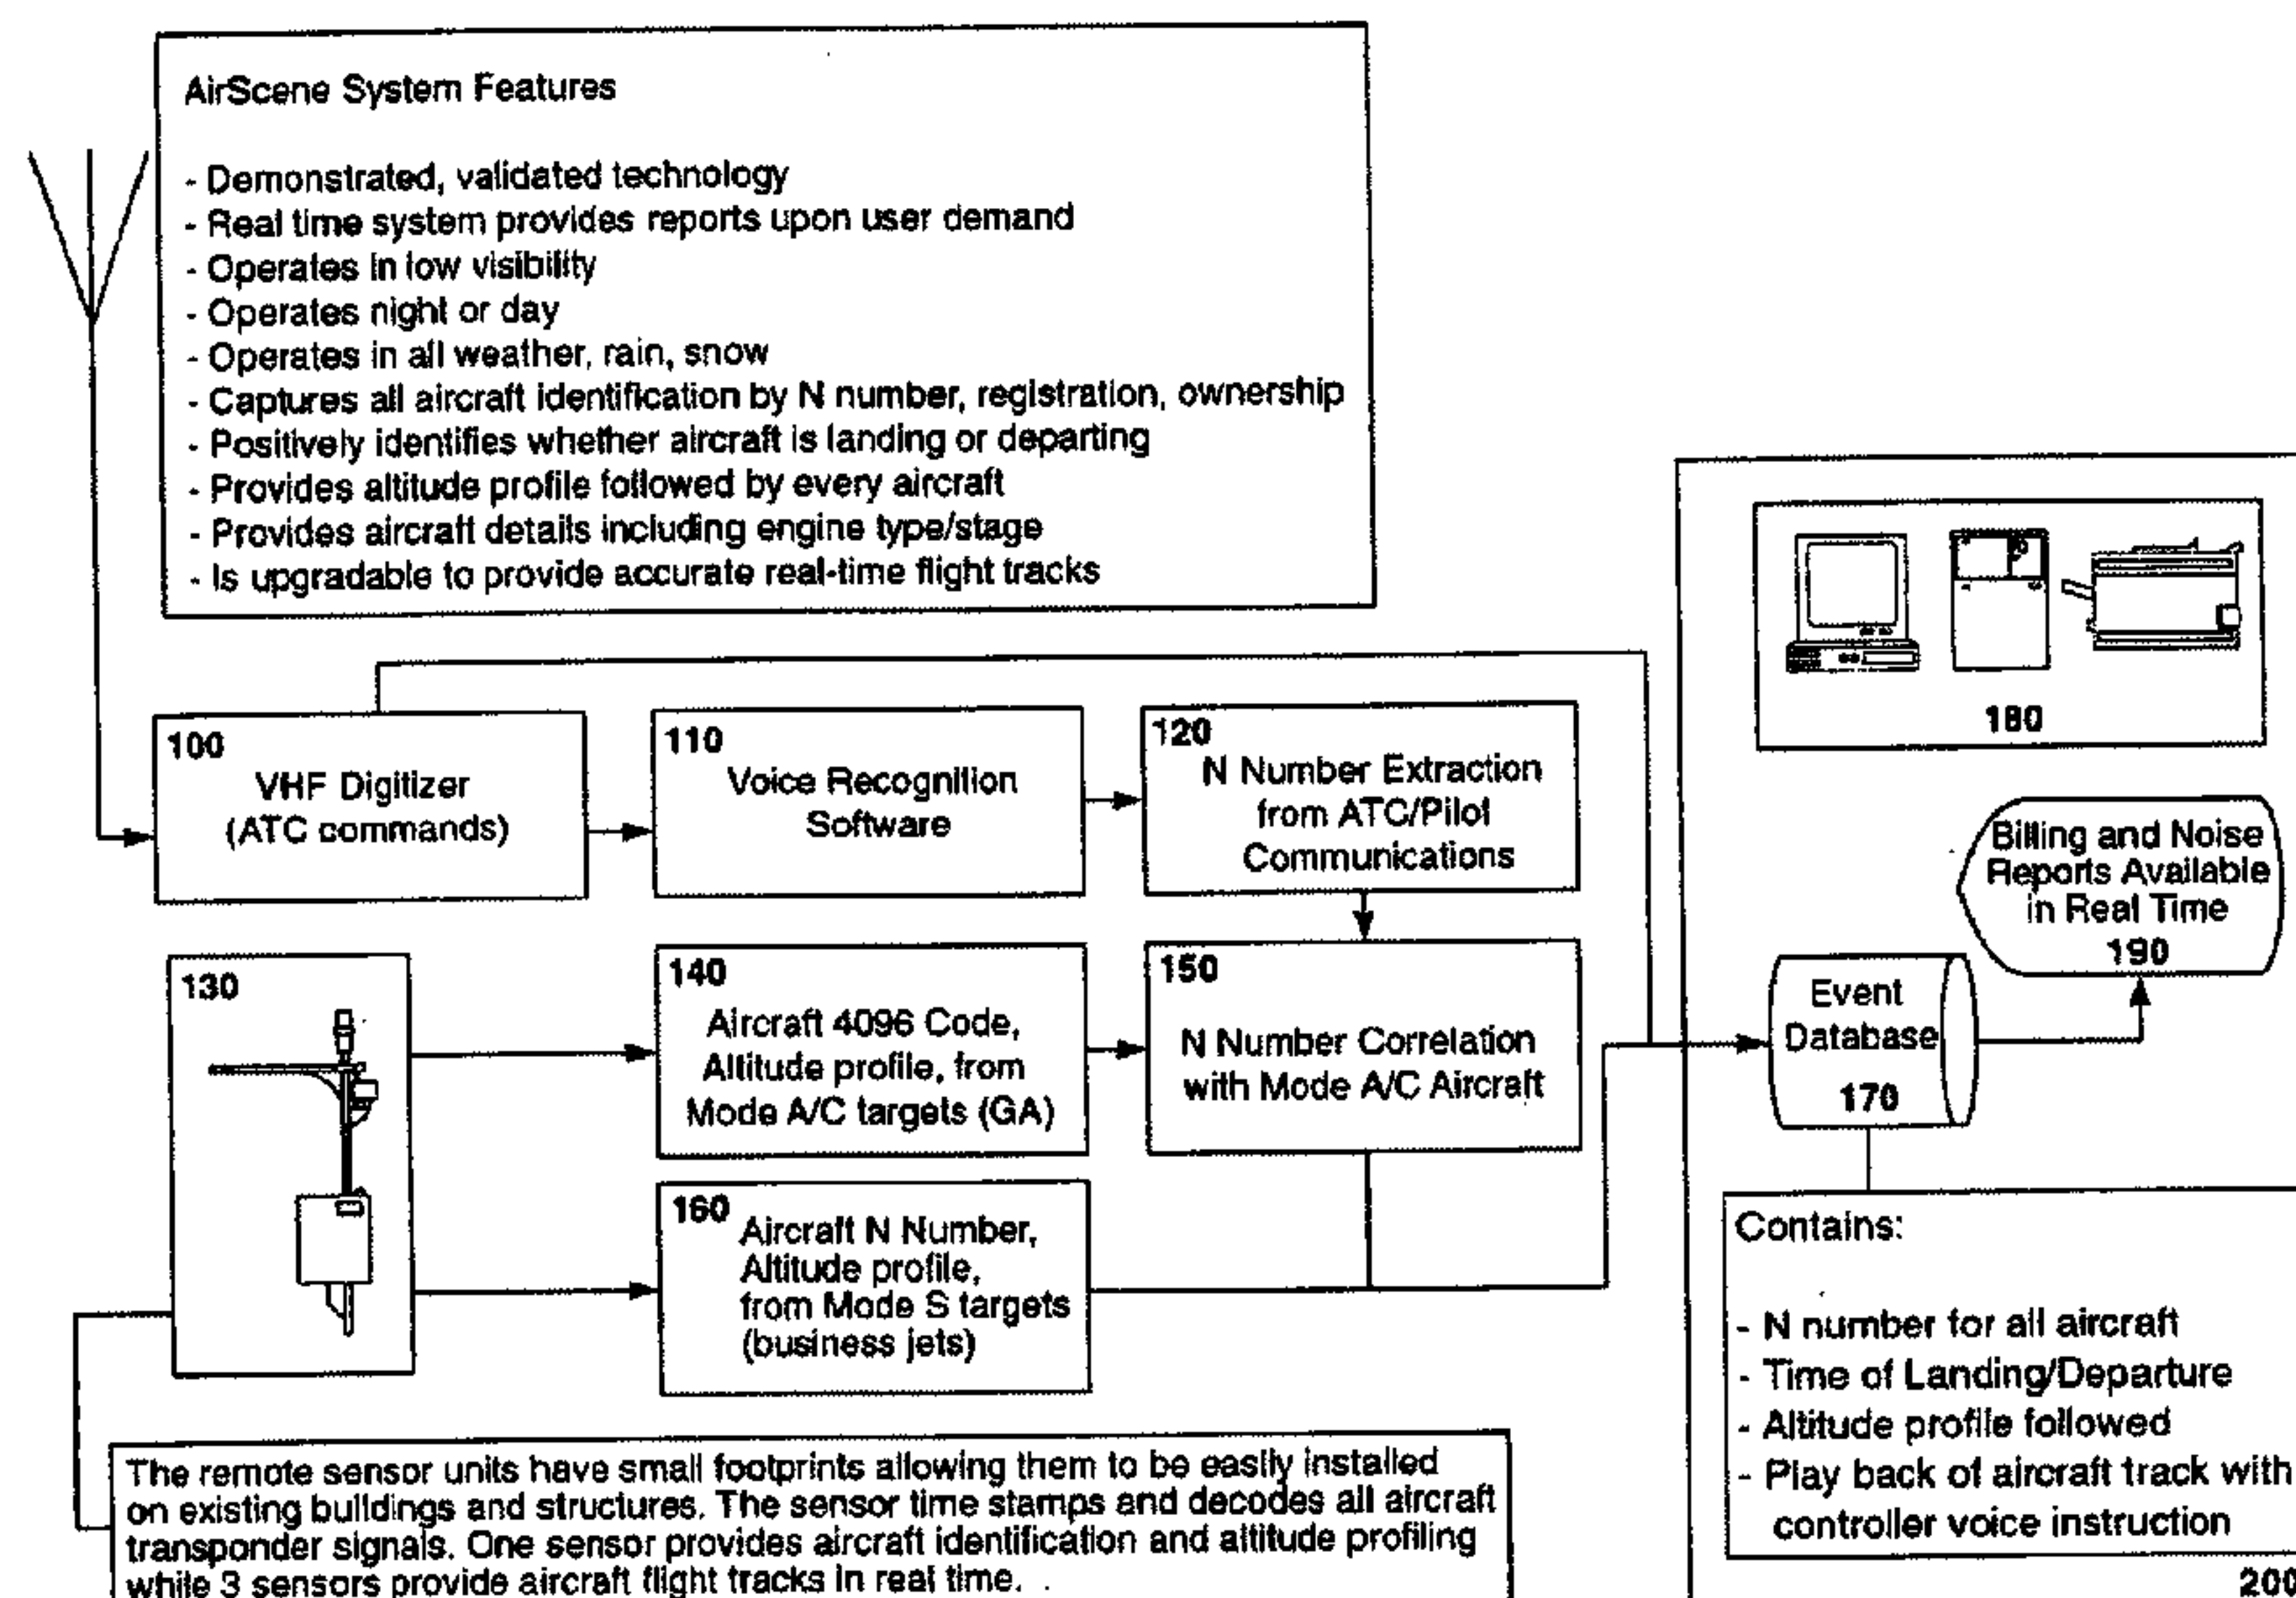 AirScene System Features
- Demonstrated, validated technology
- Real time system provides reports upon user demand
- Operates in low visibility
- Operates night or day
- Operates in all weather, rain, snow
- Captures all aircraft identification by N number, registration, ownership
- Positively identifies whether aircraft is landing or departing
- Provides altitude profile followed by every aircraft
- Provides aircraft details including engine type/stage
- Is upgradable to provide accurate real-time flight tracks
100
VHF Digitizer
(ATC commands)
110
Voice Recognition
Software
120
N Number Extraction
from ATC/Pilot
Communications
180
Billing and Noise
Reports Available
in Real Time
190
130
140
Aircraft 4096 Code,
Altitude profile, from
Mode A/C targets (GA)
150
N Number Correlation
with Mode A/C Aircraft
Event
Database
170
160
Aircraft N Number,
Altitude profile,
from Mode S targets
(business jets)
Contains:
- N number for all aircraft
- Time of Landing/Departure
- Altitude profile followed
- Play back of aircraft track with
controller voice instruction
200
The remote sensor units have small footprints allowing them to be easily installed
on existing buildings and structures. The sensor time stamps and decodes all aircraft
transponder signals. One sensor provides aircraft identification and altitude profiling
while 3 sensors provide aircraft flight tracks in real time.